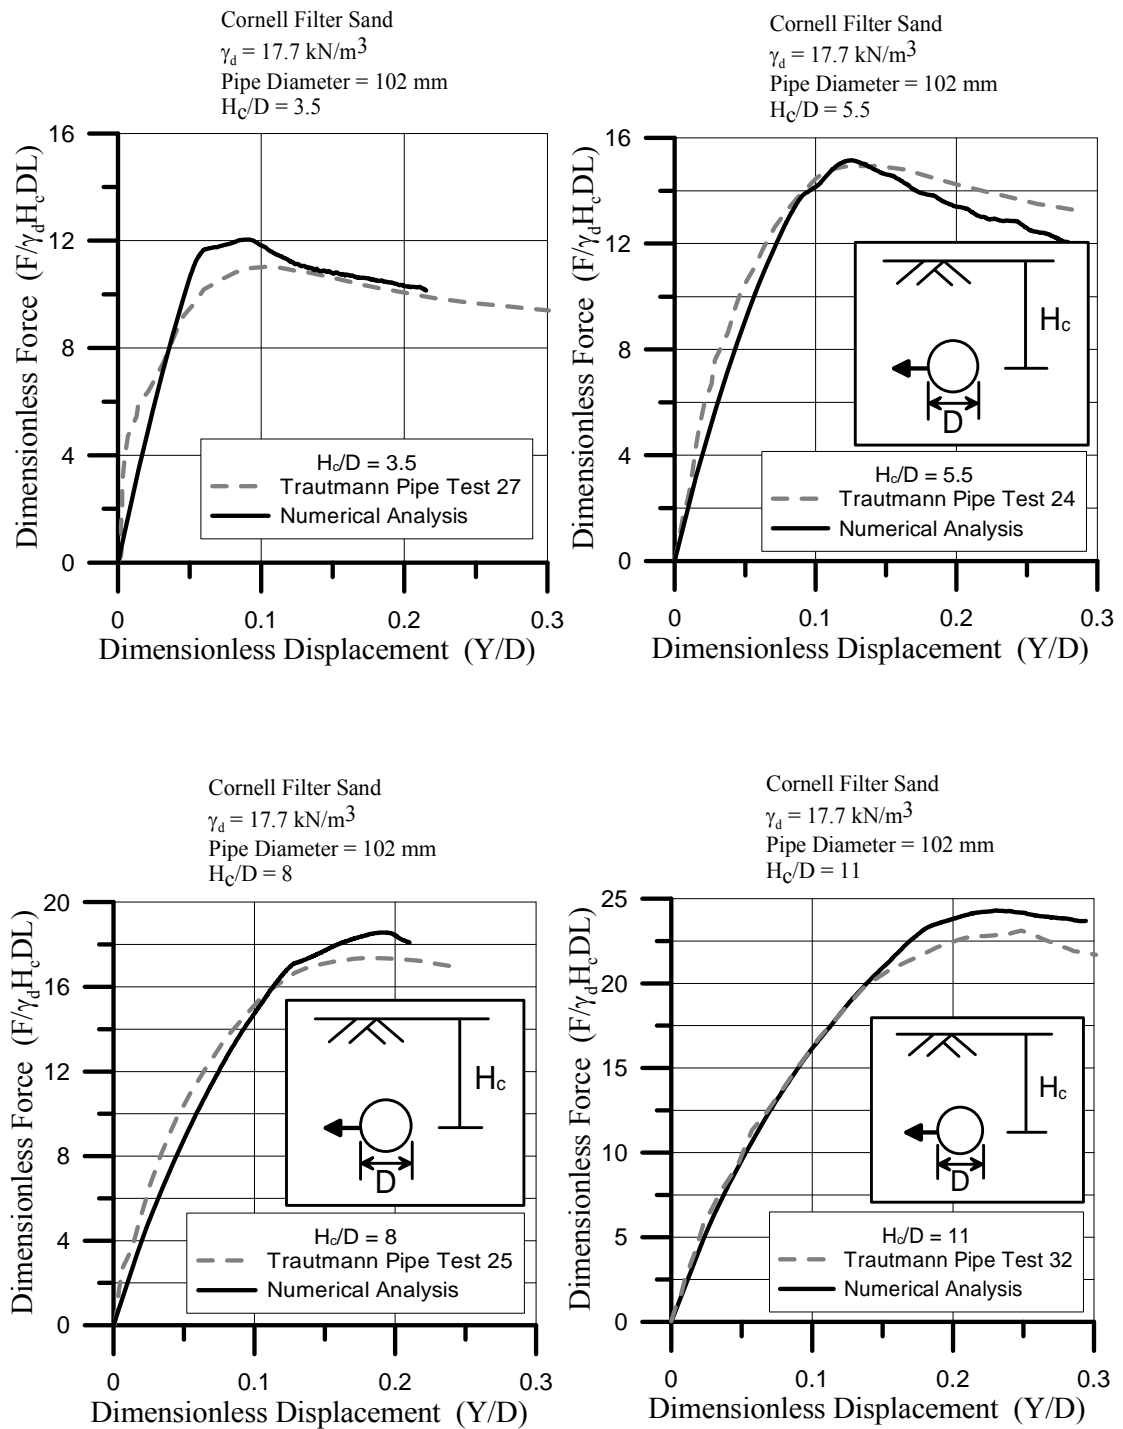 Cornell Filter Sand
γd = 17.7 kN/m3
Pipe Diameter = 102 mm
Hc/D = 3.5
16
12
8
4
0
0
0.1
0.2
0.3
Dimensionless Force (F/γdHcDL)
Dimensionless Displacement (Y/D)
Hc/D = 3.5
Trautmann Pipe Test 27
Numerical Analysis
Cornell Filter Sand
γd = 17.7 kN/m3
Pipe Diameter = 102 mm
Hc/D = 5.5
16
12
8
4
0
0
0.1
0.2
0.3
Dimensionless Force (F/γdHcDL)
Dimensionless Displacement (Y/D)
Hc
D
Hc/D = 5.5
Trautmann Pipe Test 24
Numerical Analysis
Cornell Filter Sand
γd = 17.7 kN/m3
Pipe Diameter = 102 mm
Hc/D = 8
20
16
12
8
4
0
0
0.1
0.2
0.3
Dimensionless Force (F/γdHcDL)
Dimensionless Displacement (Y/D)
Hc
D
Hc/D = 8
Trautmann Pipe Test 25
Numerical Analysis
Cornell Filter Sand
γd = 17.7 kN/m3
Pipe Diameter = 102 mm
Hc/D = 11
25
20
15
10
5
0
0
0.1
0.2
0.3
Dimensionless Force (F/γdHcDL)
Dimensionless Displacement (Y/D)
Hc
D
Hc/D = 11
Trautmann Pipe Test 32
Numerical Analysis